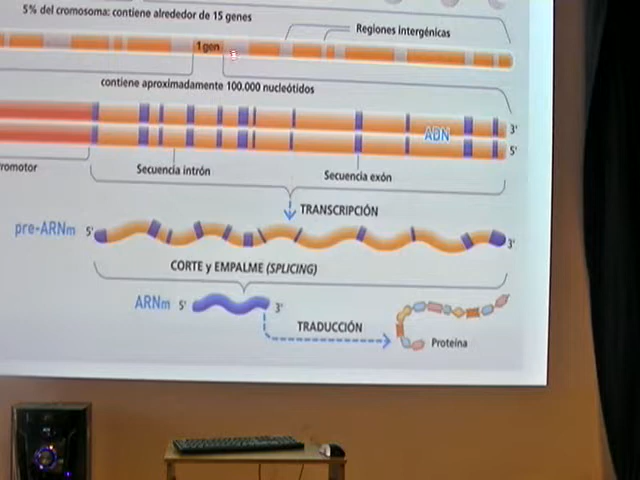 5% del cromosoma: contiene alrededor de 15 genes
Regiones intergénicas
1 gen
contiene aproximadamente 100.000 nucleótidos
ADN
3'
5'
romotor
Secuencia intrón
Secuencia exón
TRANSCRIPCIÓN
pre-ARNm 5'
3'
CORTE y EMPALME (SPLICING)
ARNm 5'
3'
TRADUCCIÓN
Proteína